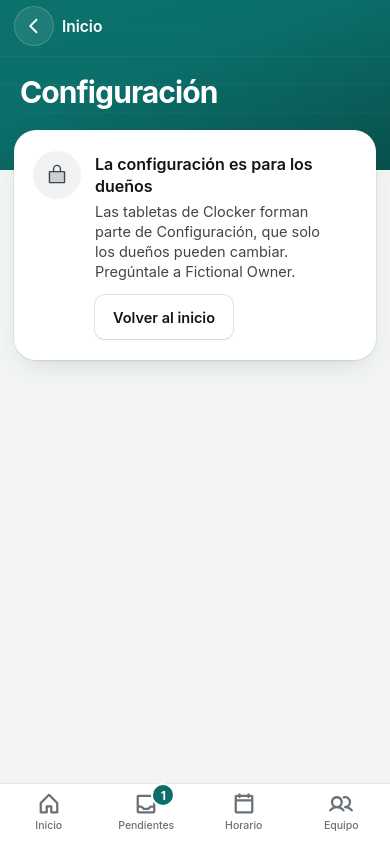 Inicio
Configuración
La configuración es para los
dueños
Las tabletas de Clocker forman
parte de Configuración, que solo
los dueños pueden cambiar.
Pregúntale a Fictional Owner.
Volver al inicio
1
Inicio
Pendientes
Horario
Equipo